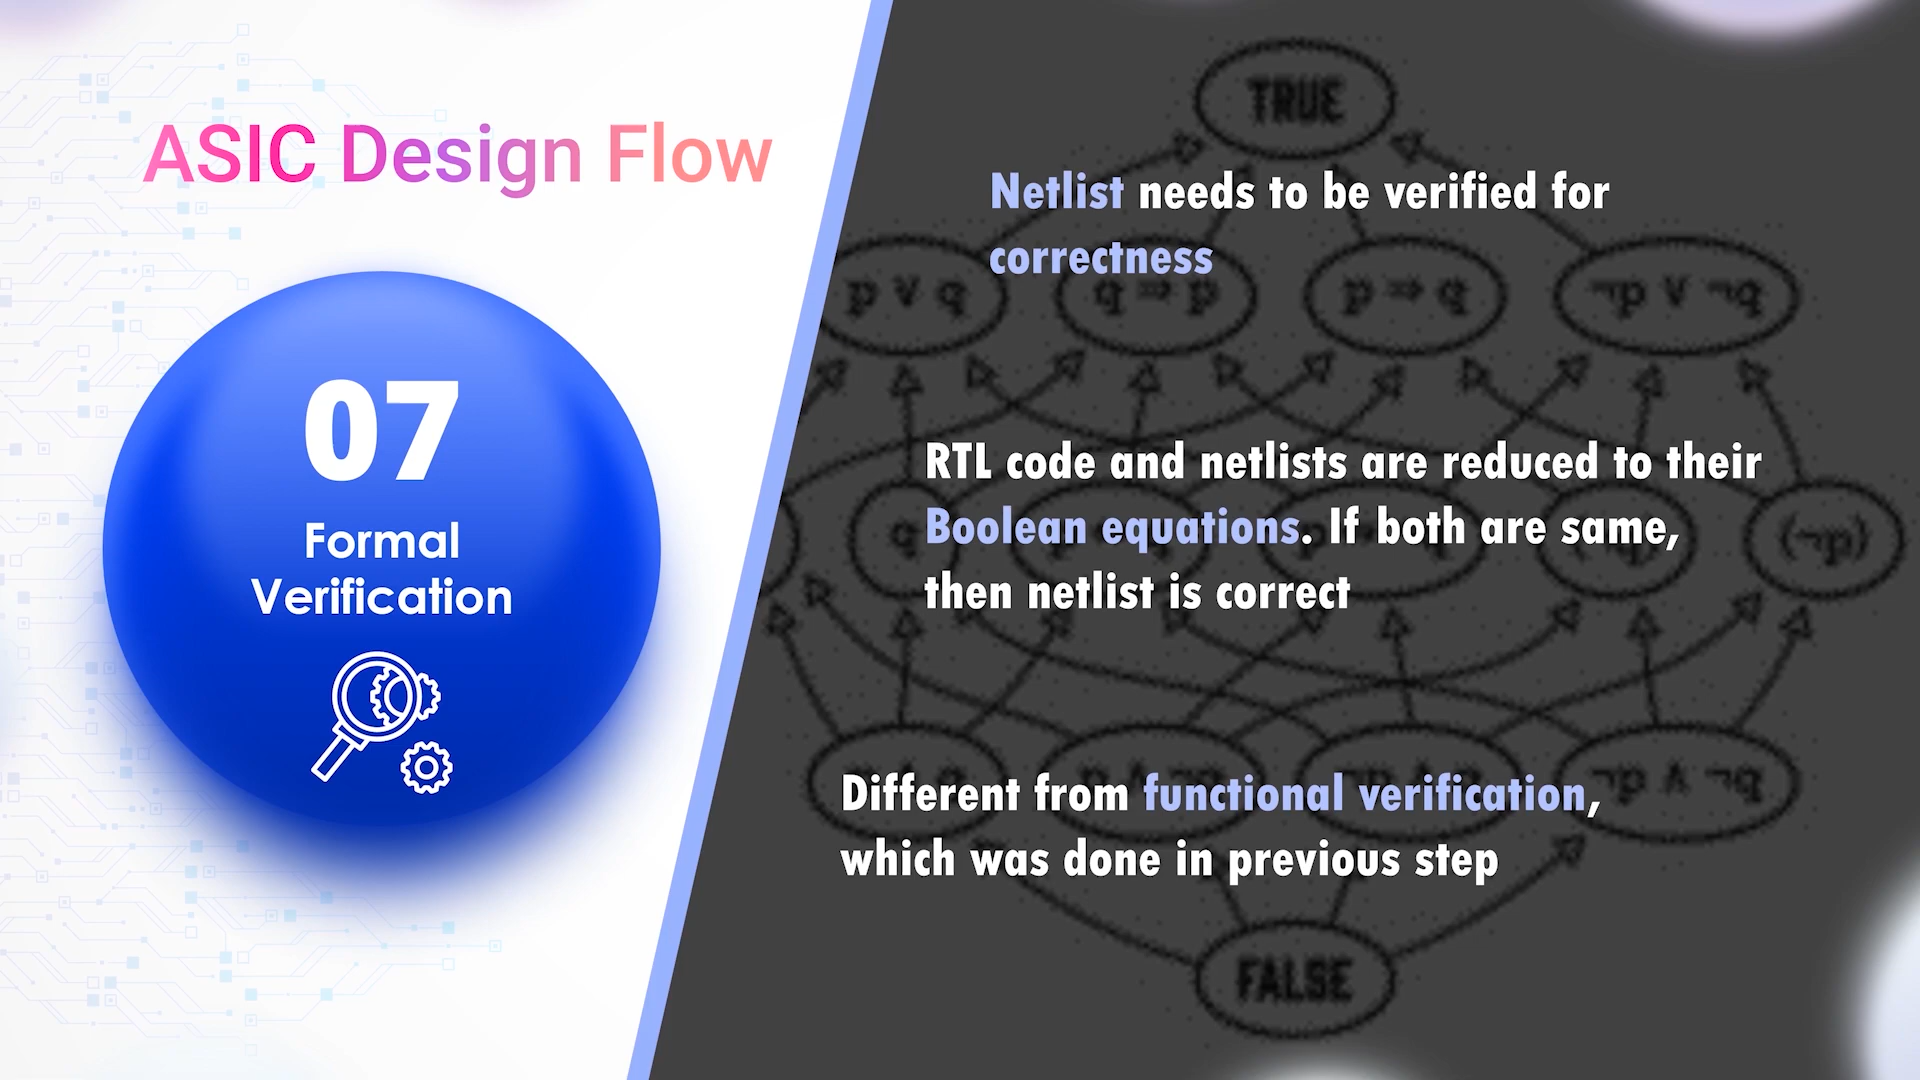 ASIC Design Flow
07
Formal
Verification
Netlist needs to be verified for
correctness
RTL code and netlists are reduced to their
Boolean equations. If both are same,
then netlist is correct
Different from functional verification,
which was done in previous step
TRUE
p ∨ q
q ⇒ p
p ⇒ q
¬p ∨ ¬q
(¬p)
¬p ∧ ¬q
FALSE